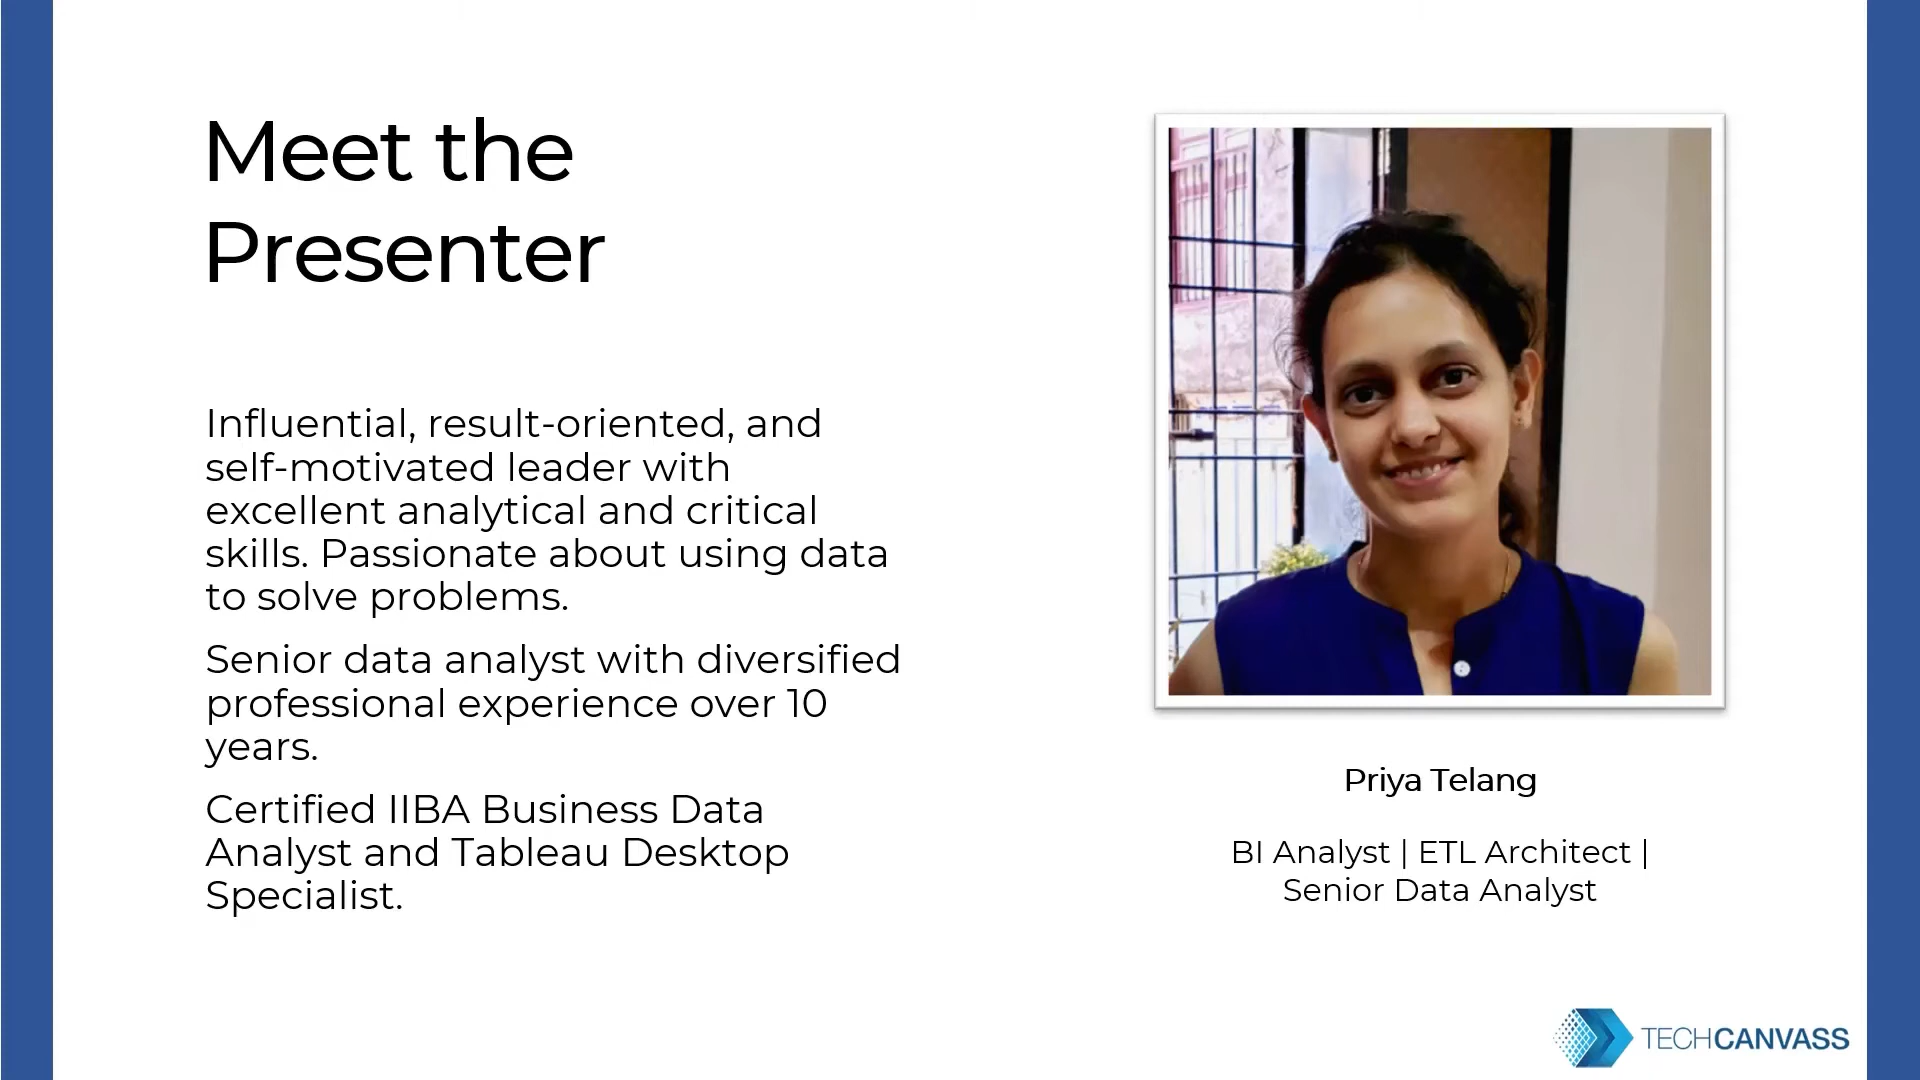 Meet the
Presenter
Influential, result-oriented, and
self-motivated leader with
excellent analytical and critical
skills. Passionate about using data
to solve problems.
Senior data analyst with diversified
professional experience over 10
years.
Certified IIBA Business Data
Analyst and Tableau Desktop
Specialist.
Priya Telang
BI Analyst | ETL Architect |
Senior Data Analyst
TECHCANVASS